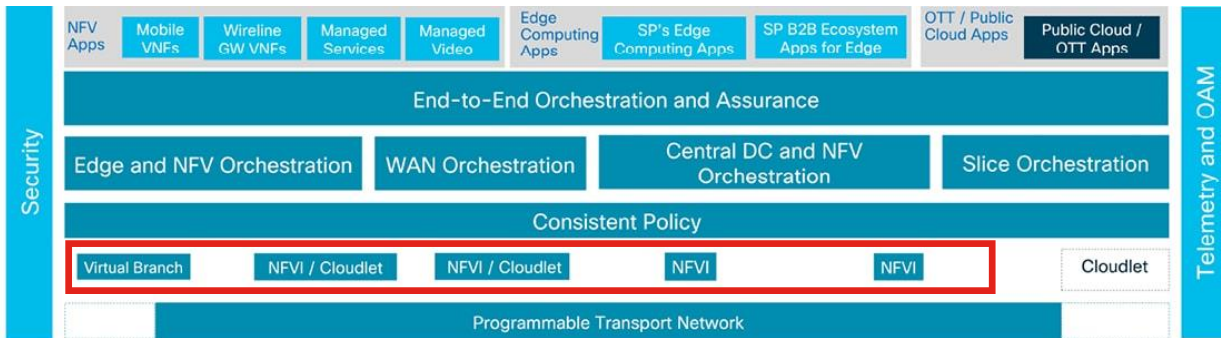 Security
NFV
Apps
Mobile
VNFs
Wireline
GW VNFs
Managed
Services
Managed
Video
Edge
Computing
Apps
SP's Edge
Computing Apps
SP B2B Ecosystem
Apps for Edge
OTT / Public
Cloud Apps
Public Cloud /
OTT Apps
End-to-End Orchestration and Assurance
Edge and NFV Orchestration
WAN Orchestration
Central DC and NFV
Orchestration
Slice Orchestration
Consistent Policy
Virtual Branch
NFVI / Cloudlet
NFVI / Cloudlet
NFVI
NFVI
Cloudlet
Programmable Transport Network
Telemetry and OAM